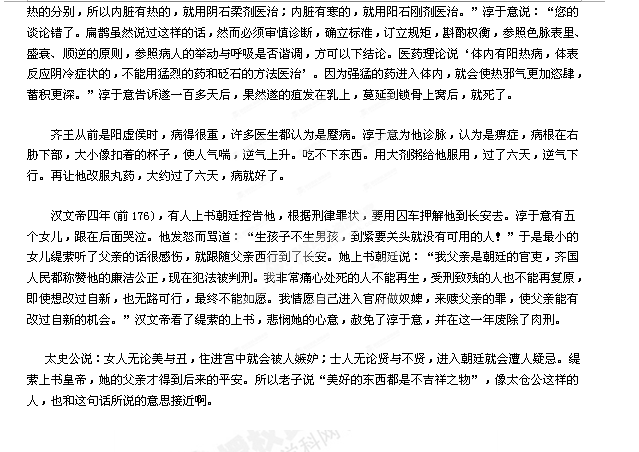 热的分别，所以内脏有热的，就用阴石柔剂医治；内脏有寒的，就用阳石刚剂医治。”淳于意说：“您的
谈论错了。扁鹊虽然说过这样的话，然而必须审慎诊断，确立标准，订立规矩，斟酌权衡，参照色脉表里、
盛衰、顺逆的原则，参照病人的举动与呼吸是否谐调，方可以下结论。医药理论说‘体内有阳热病，体表
反应阴冷症状的，不能用猛烈的药和砭石的方法医治’。因为强猛的药进入体内，就会使热邪气更加恣肆，
蓄积更深。”淳于意告诉遂一百多天后，果然遂的疽发在乳上，蔓延到锁骨上窝后，就死了。
齐王从前是阳虚侯时，病得很重，许多医生都认为是蹷病。淳于意为他诊脉，认为是痹症，病根在右
胁下部，大小像扣着的杯子，使人气喘，逆气上升。吃不下东西。用大剂粥给他服用，过了六天，逆气下
行。再让他改服丸药，大约过了六天，病就好了。
汉文帝四年(前176)，有人上书朝廷控告他，根据刑律罪状，要用囚车押解他到长安去。淳于意有五
个女儿，跟在后面哭泣。他发怒而骂道：“生孩子不生男孩，到紧要关头就没有可用的人！”于是最小的
女儿缇萦听了父亲的话很感伤，就跟随父亲西行到了长安。她上书朝廷说：“我父亲是朝廷的官吏，齐国
人民都称赞他的廉洁公正，现在犯法被判刑。我非常痛心处死的人不能再生，受刑致残的人也不能再复原，
即使想改过自新，也无路可行，最终不能如愿。我情愿自己进入官府做奴婢，来赎父亲的罪，使父亲能有
改过自新的机会。”汉文帝看了缇萦的上书，悲悯她的心意，赦免了淳于意，并在这一年废除了肉刑。
太史公说：女人无论美与丑，住进宫中就会被人嫉妒；士人无论贤与不贤，进入朝廷就会遭人疑忌。缇
萦上书皇帝，她的父亲才得到后来的平安。所以老子说“美好的东西都是不吉祥之物”，像太仓公这样的
人，也和这句话所说的意思接近啊。